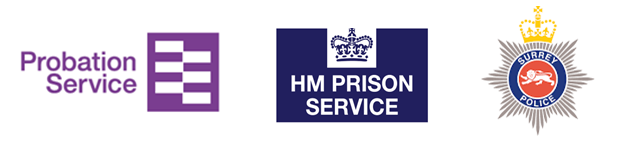 Probation
Service
HM PRISON
SERVICE
SURREY
POLICE